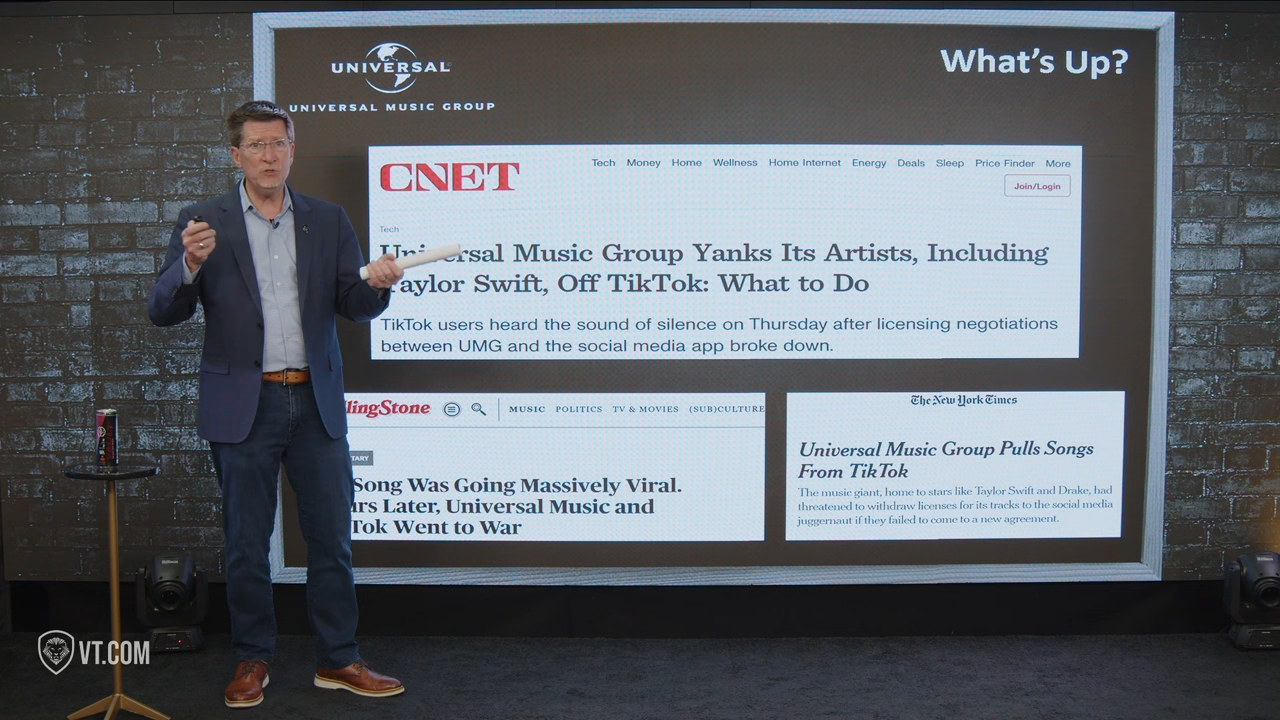 UNIVERSAL
UNIVERSAL MUSIC GROUP
What's Up?
CNET
Tech Money Home Wellness Home Internet Energy Deals Sleep Price Finder More
Join/Login
Tech
Universal Music Group Yanks Its Artists, Including
Taylor Swift, Off TikTok: What to Do
TikTok users heard the sound of silence on Thursday after licensing negotiations
between UMG and the social media app broke down.
llingStone MUSIC POLITICS TV & MOVIES (SUB)CULTURE
TARY
Song Was Going Massively Viral.
urs Later, Universal Music and
Tok Went to War
The New York Times
Universal Music Group Pulls Songs
From TikTok
The music giant, home to stars like Taylor Swift and Drake, had
threatened to withdraw licenses for its tracks to the social media
juggernaut if they failed to come to a new agreement.
VT.COM